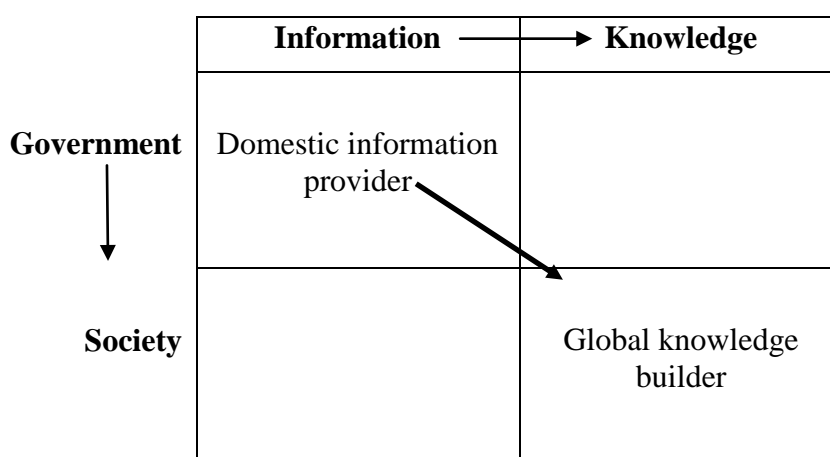 Information Knowledge
Government Domestic information
provider
Society Global knowledge
builder